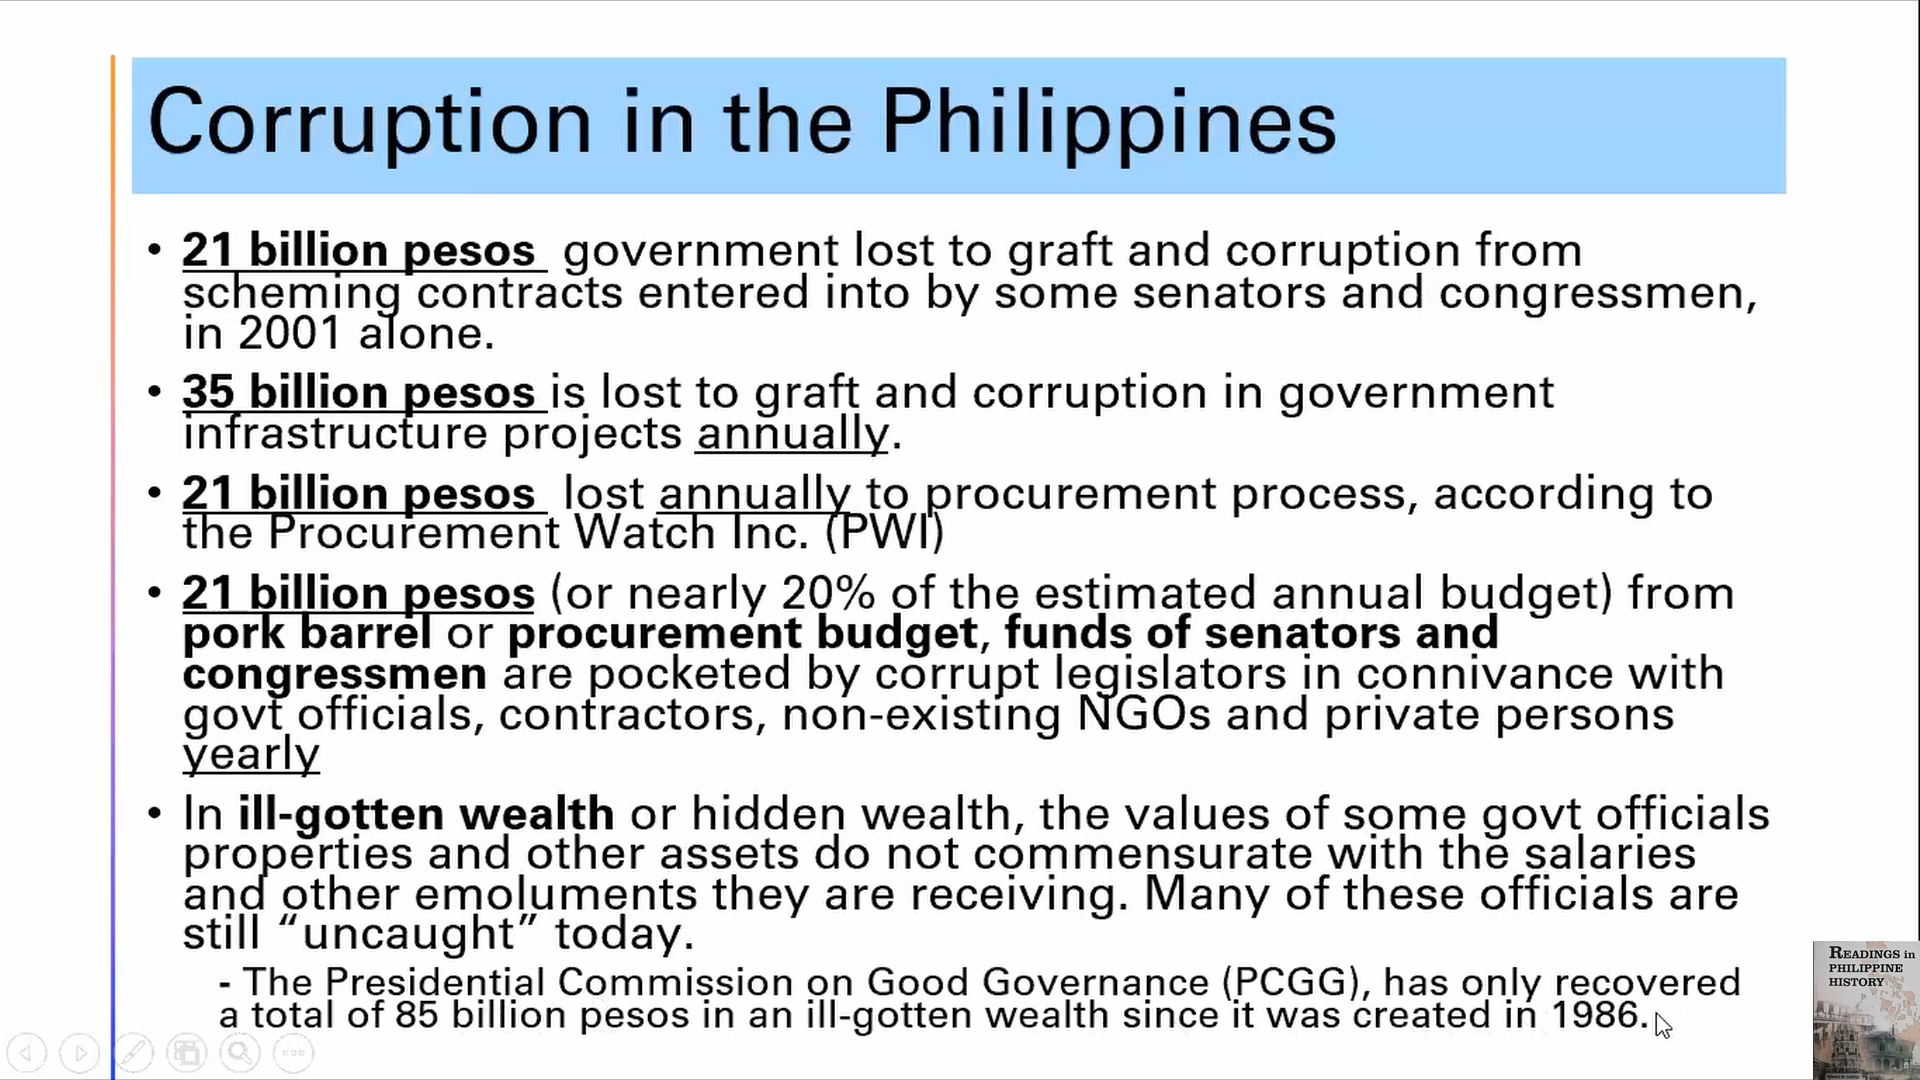 Corruption in the Philippines
• 21 billion pesos government lost to graft and corruption from
scheming contracts entered into by some senators and congressmen,
in 2001 alone.
• 35 billion pesos is lost to graft and corruption in government
infrastructure projects annually.
• 21 billion pesos lost annually to procurement process, according to
the Procurement Watch Inc. (PWI)
• 21 billion pesos (or nearly 20% of the estimated annual budget) from
pork barrel or procurement budget, funds of senators and
congressmen are pocketed by corrupt legislators in connivance with
govt officials, contractors, non-existing NGOs and private persons
yearly
• In ill-gotten wealth or hidden wealth, the values of some govt officials
properties and other assets do not commensurate with the salaries
and other emoluments they are receiving. Many of these officials are
still “uncaught” today.
- The Presidential Commission on Good Governance (PCGG), has only recovered
a total of 85 billion pesos in an ill-gotten wealth since it was created in 1986.
READINGS in
PHILIPPINE
HISTORY